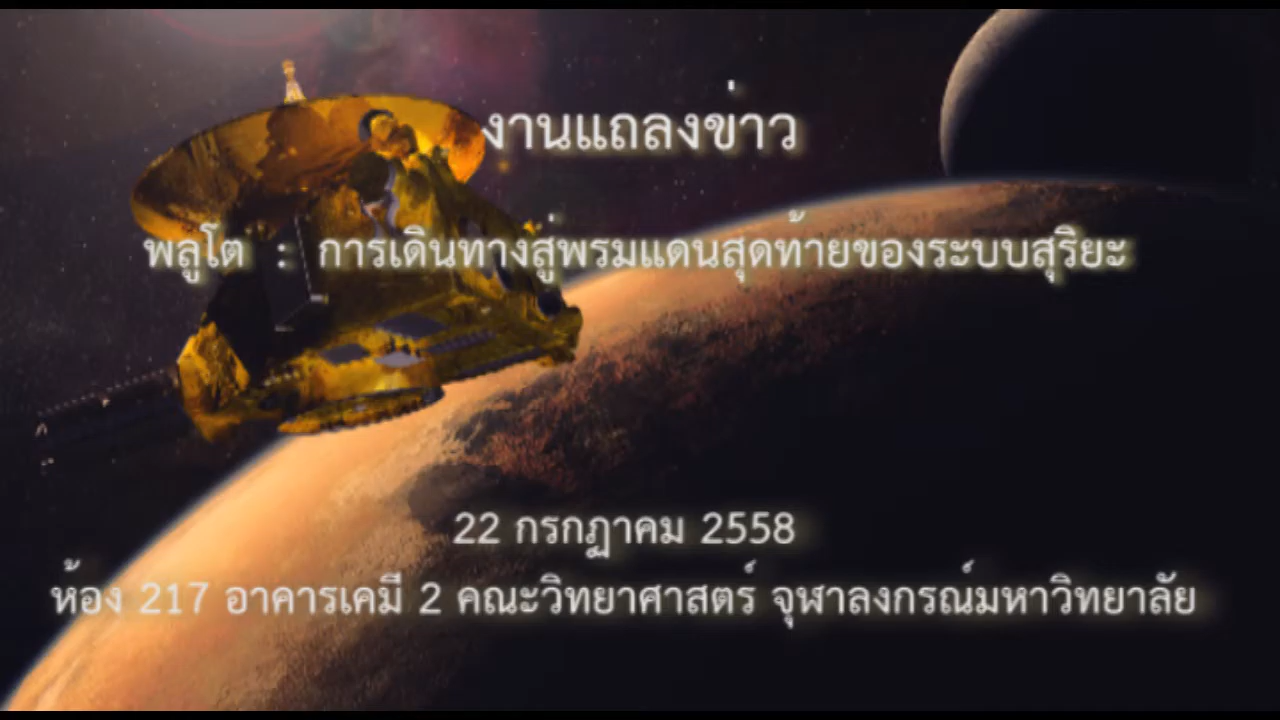 งานแถลงข่าว
พลูโต : การเดินทางสู่พรมแดนสุดท้ายของระบบสุริยะ
22 กรกฎาคม 2558
ห้อง 217 อาคารเคมี 2 คณะวิทยาศาสตร์ จุฬาลงกรณ์มหาวิทยาลัย